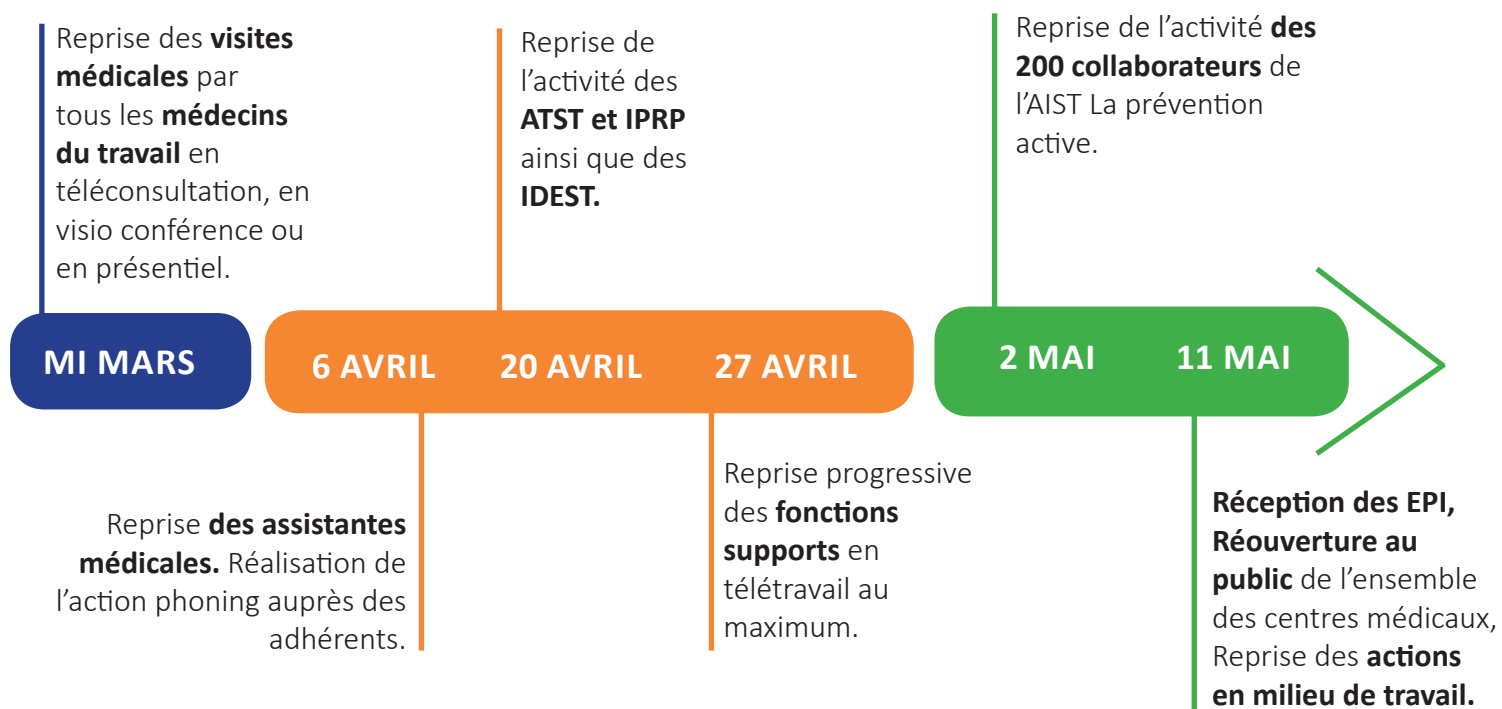 Reprise des visites
médicales par
tous les médecins
du travail en
téléconsultation, en
visio conférence ou
en présentiel.
Reprise de
l’activité des
ATST et IPRP
ainsi que des
IDEST.
Reprise de l’activité des
200 collaborateurs de
l’AIST La prévention
active.
MI MARS
6 AVRIL
20 AVRIL
27 AVRIL
2 MAI
11 MAI
Reprise des assistantes
médicales. Réalisation de
l’action phoning auprès des
adhérents.
Reprise progressive
des fonctions
supports en
télétravail au
maximum.
Réception des EPI,
Réouverture au
public de l’ensemble
des centres médicaux,
Reprise des actions
en milieu de travail.